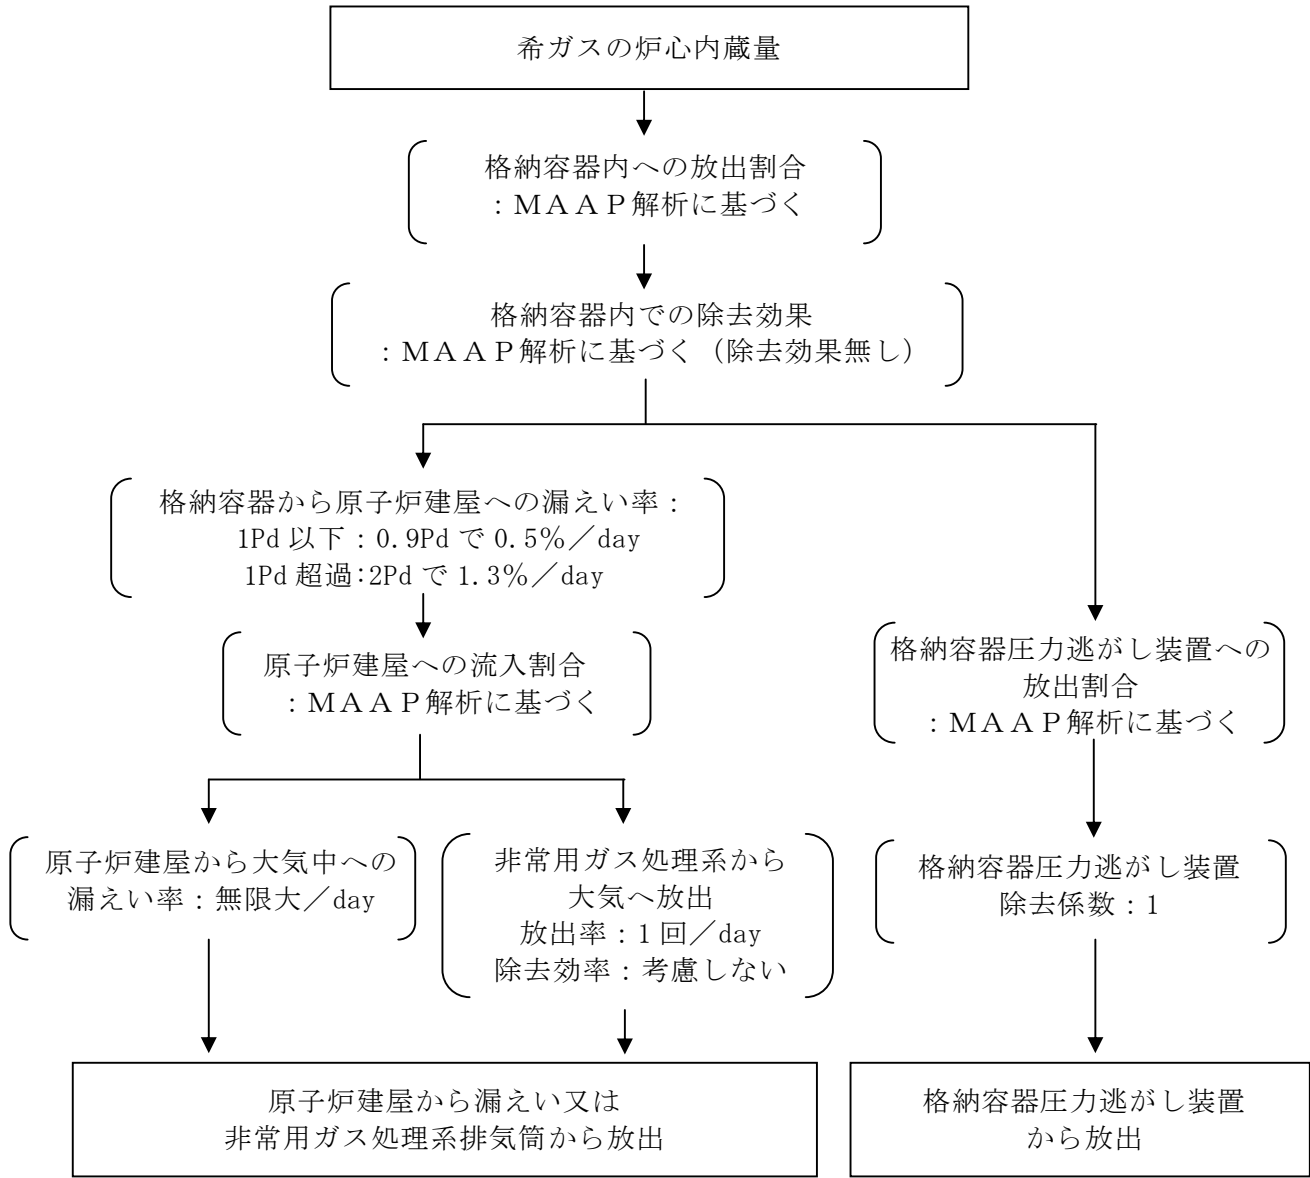 希ガスの炉心内蔵量
格納容器内への放出割合
：ＭＡＡＰ解析に基づく
格納容器内での除去効果
：ＭＡＡＰ解析に基づく（除去効果無し）
格納容器から原子炉建屋への漏えい率：
1Pd 以下：0.9Pd で 0.5％／day
1Pd 超過：2Pd で 1.3％／day
原子炉建屋への流入割合
：ＭＡＡＰ解析に基づく
格納容器圧力逃がし装置への
放出割合
：ＭＡＡＰ解析に基づく
原子炉建屋から大気中への
漏えい率：無限大／day
非常用ガス処理系から
大気へ放出
放出率：1 回／day
除去効率：考慮しない
格納容器圧力逃がし装置
除去係数：1
原子炉建屋から漏えい又は
非常用ガス処理系排気筒から放出
格納容器圧力逃がし装置
から放出